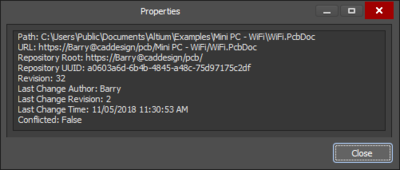 Properties
Path: C:\Users\Public\Documents\Altium\Examples\Mini PC - WiFi\WiFi.PcbDoc
URL: https://Barry@caddesign/pcb/Mini PC - WiFi/WiFi.PcbDoc
Repository Root: https://Barry@caddesign/pcb/
Repository UUID: a0603a6d-6b4b-4845-a48c-75d97175c2df
Revision: 32
Last Change Author: Barry
Last Change Revision: 2
Last Change Time: 11/05/2018 11:30:53 AM
Conflicted: False
Close